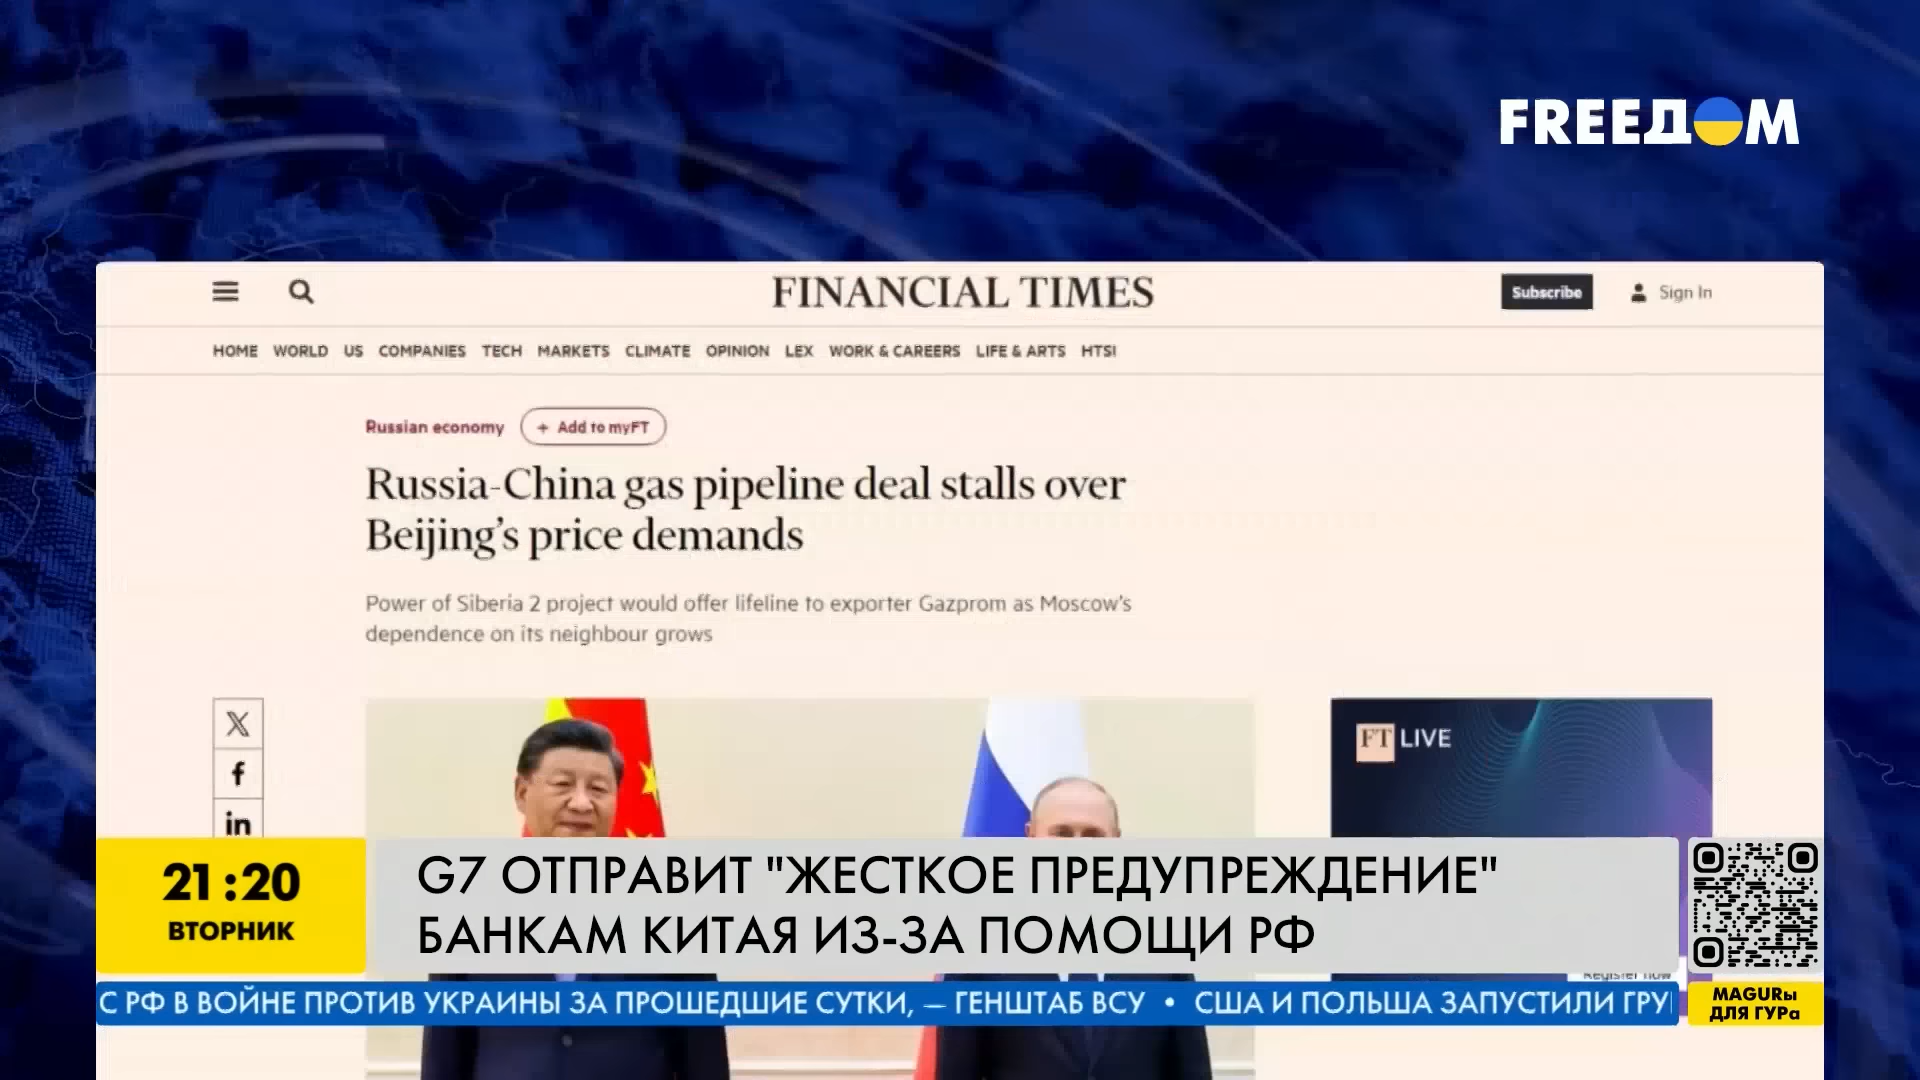 FREEДOM
FINANCIAL TIMES
Subscribe
Sign In
HOME WORLD US COMPANIES TECH MARKETS CLIMATE OPINION LEX WORK & CAREERS LIFE & ARTS HTSI
Russian economy
+ Add to myFT
Russia-China gas pipeline deal stalls over
Beijing’s price demands
Power of Siberia 2 project would offer lifeline to exporter Gazprom as Moscow’s
dependence on its neighbour grows
X
f
in
FT LIVE
Register now
21:20
ВТОРНИК
G7 ОТПРАВИТ "ЖЕСТКОЕ ПРЕДУПРЕЖДЕНИЕ"
БАНКАМ КИТАЯ ИЗ-ЗА ПОМОЩИ РФ
С РФ В ВОЙНЕ ПРОТИВ УКРАИНЫ ЗА ПРОШЕДШИЕ СУТКИ, — ГЕНШТАБ ВСУ • США И ПОЛЬША ЗАПУСТИЛИ
MAGURы
ДЛЯ ГУРа